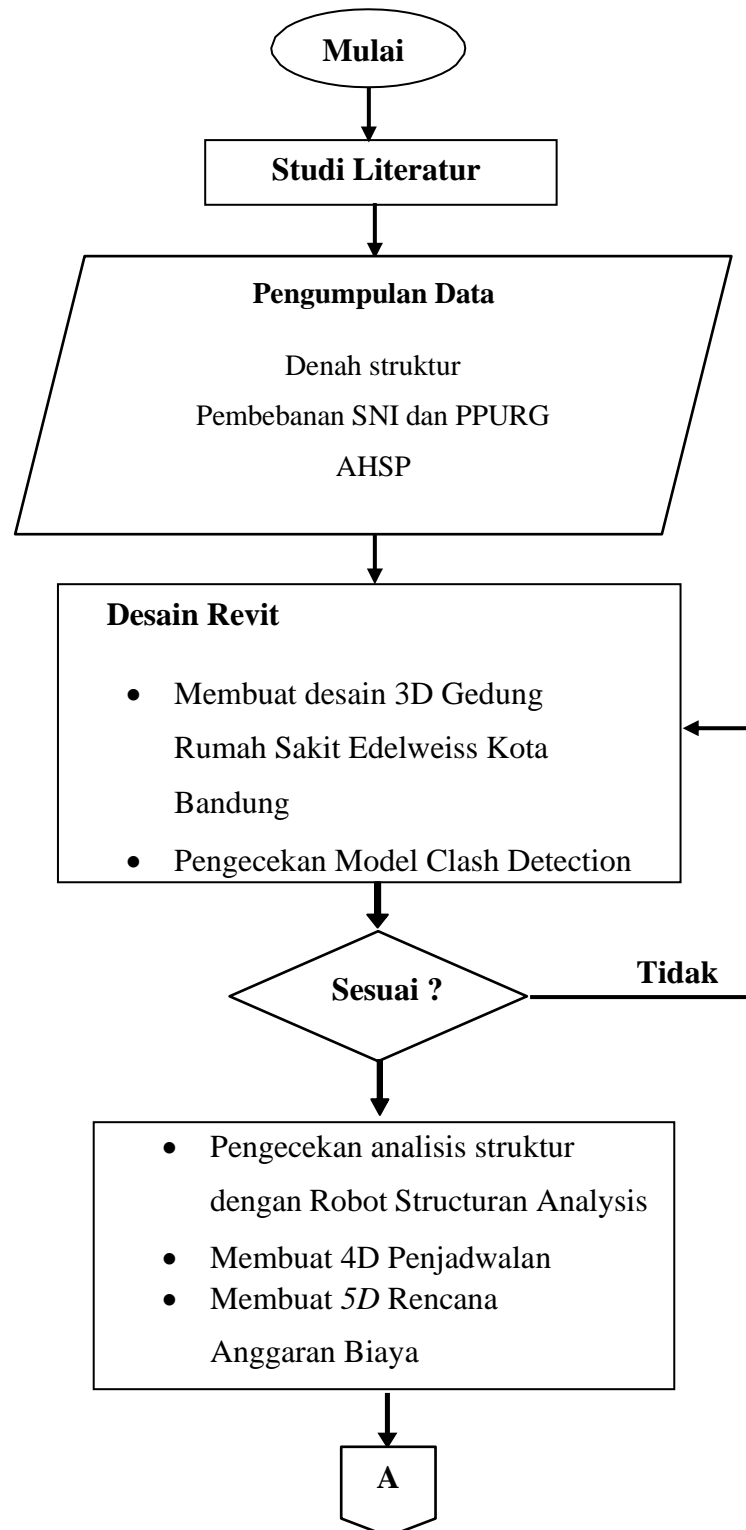 Mulai
Studi Literatur
Pengumpulan Data
Denah struktur
Pembebanan SNI dan PPURG
AHSP
Desain Revit
• Membuat desain 3D Gedung
Rumah Sakit Edelweiss Kota
Bandung
• Pengecekan Model Clash Detection
Sesuai ?
Tidak
• Pengecekan analisis struktur
dengan Robot Structuran Analysis
• Membuat 4D Penjadwalan
• Membuat 5D Rencana
Anggaran Biaya
A